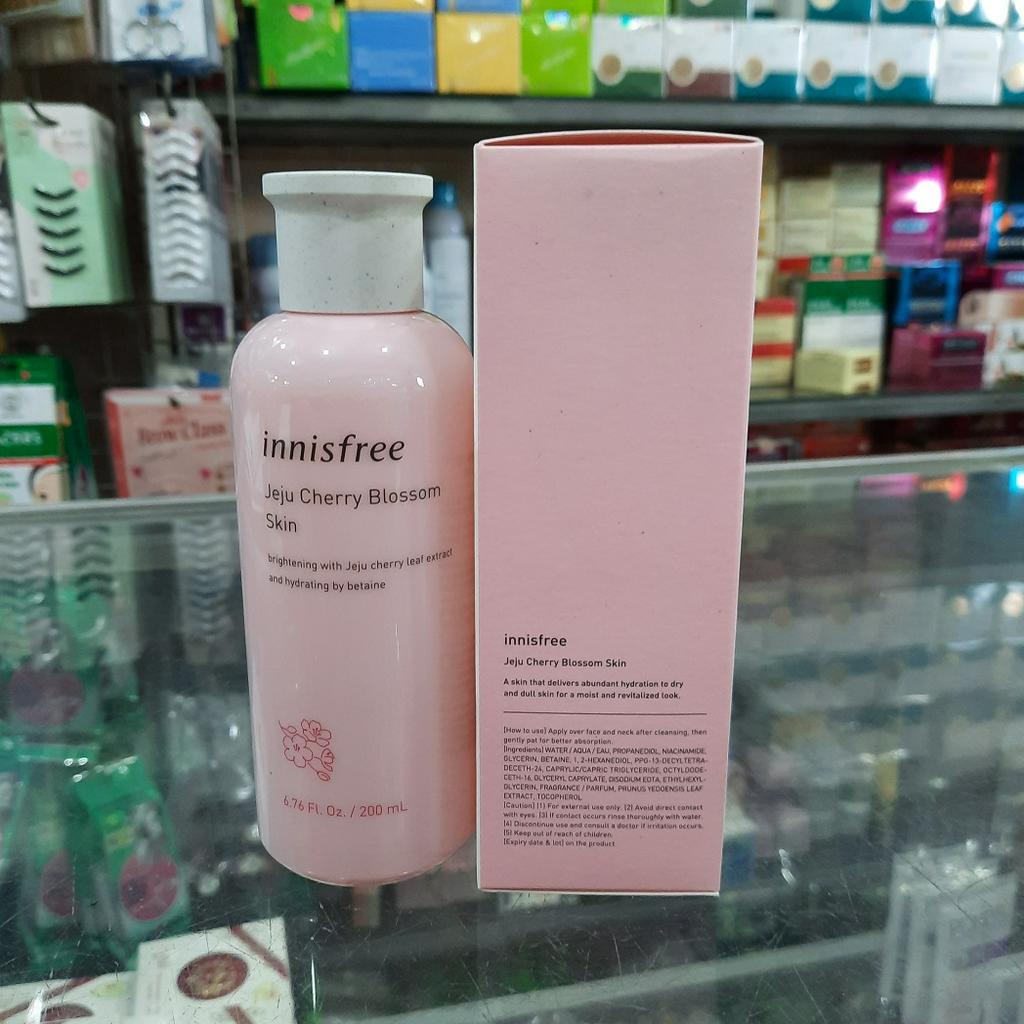 innisfree
Jeju Cherry Blossom
Skin
brightening with Jeju cherry leaf extract
and hydrating by betaine
6.76 Fl. Oz. / 200 mL
innisfree
Jeju Cherry Blossom Skin
A skin that delivers abundant hydration to dry
and dull skin for a moist and revitalized look.
[How to use] Apply over face and neck after cleansing, then
gently pat for better absorption.
[Ingredients] WATER / AQUA / EAU, PROPANEDIOL, NIACINAMIDE,
GLYCERIN, BETAINE, 1, 2-HEXANEDIOL, PPG-13-DECYLTETRA-
DECETH-24, CAPRYLIC/CAPRIC TRIGLYCERIDE, OCTYLDODE-
CETH-16, GLYCERYL CAPRYLATE, DISODIUM EDTA, ETHYLHEXYL-
GLYCERIN, FRAGRANCE / PARFUM, PRUNUS YEDOENSIS LEAF
EXTRACT, TOCOPHEROL
[Caution] (1) For external use only. (2) Avoid direct contact
with eyes. (3) If contact occurs rinse thoroughly with water.
(4) Discontinue use and consult a doctor if irritation occurs.
(5) Keep out of reach of children.
[Expiry date & lot] on the product
Brow Class